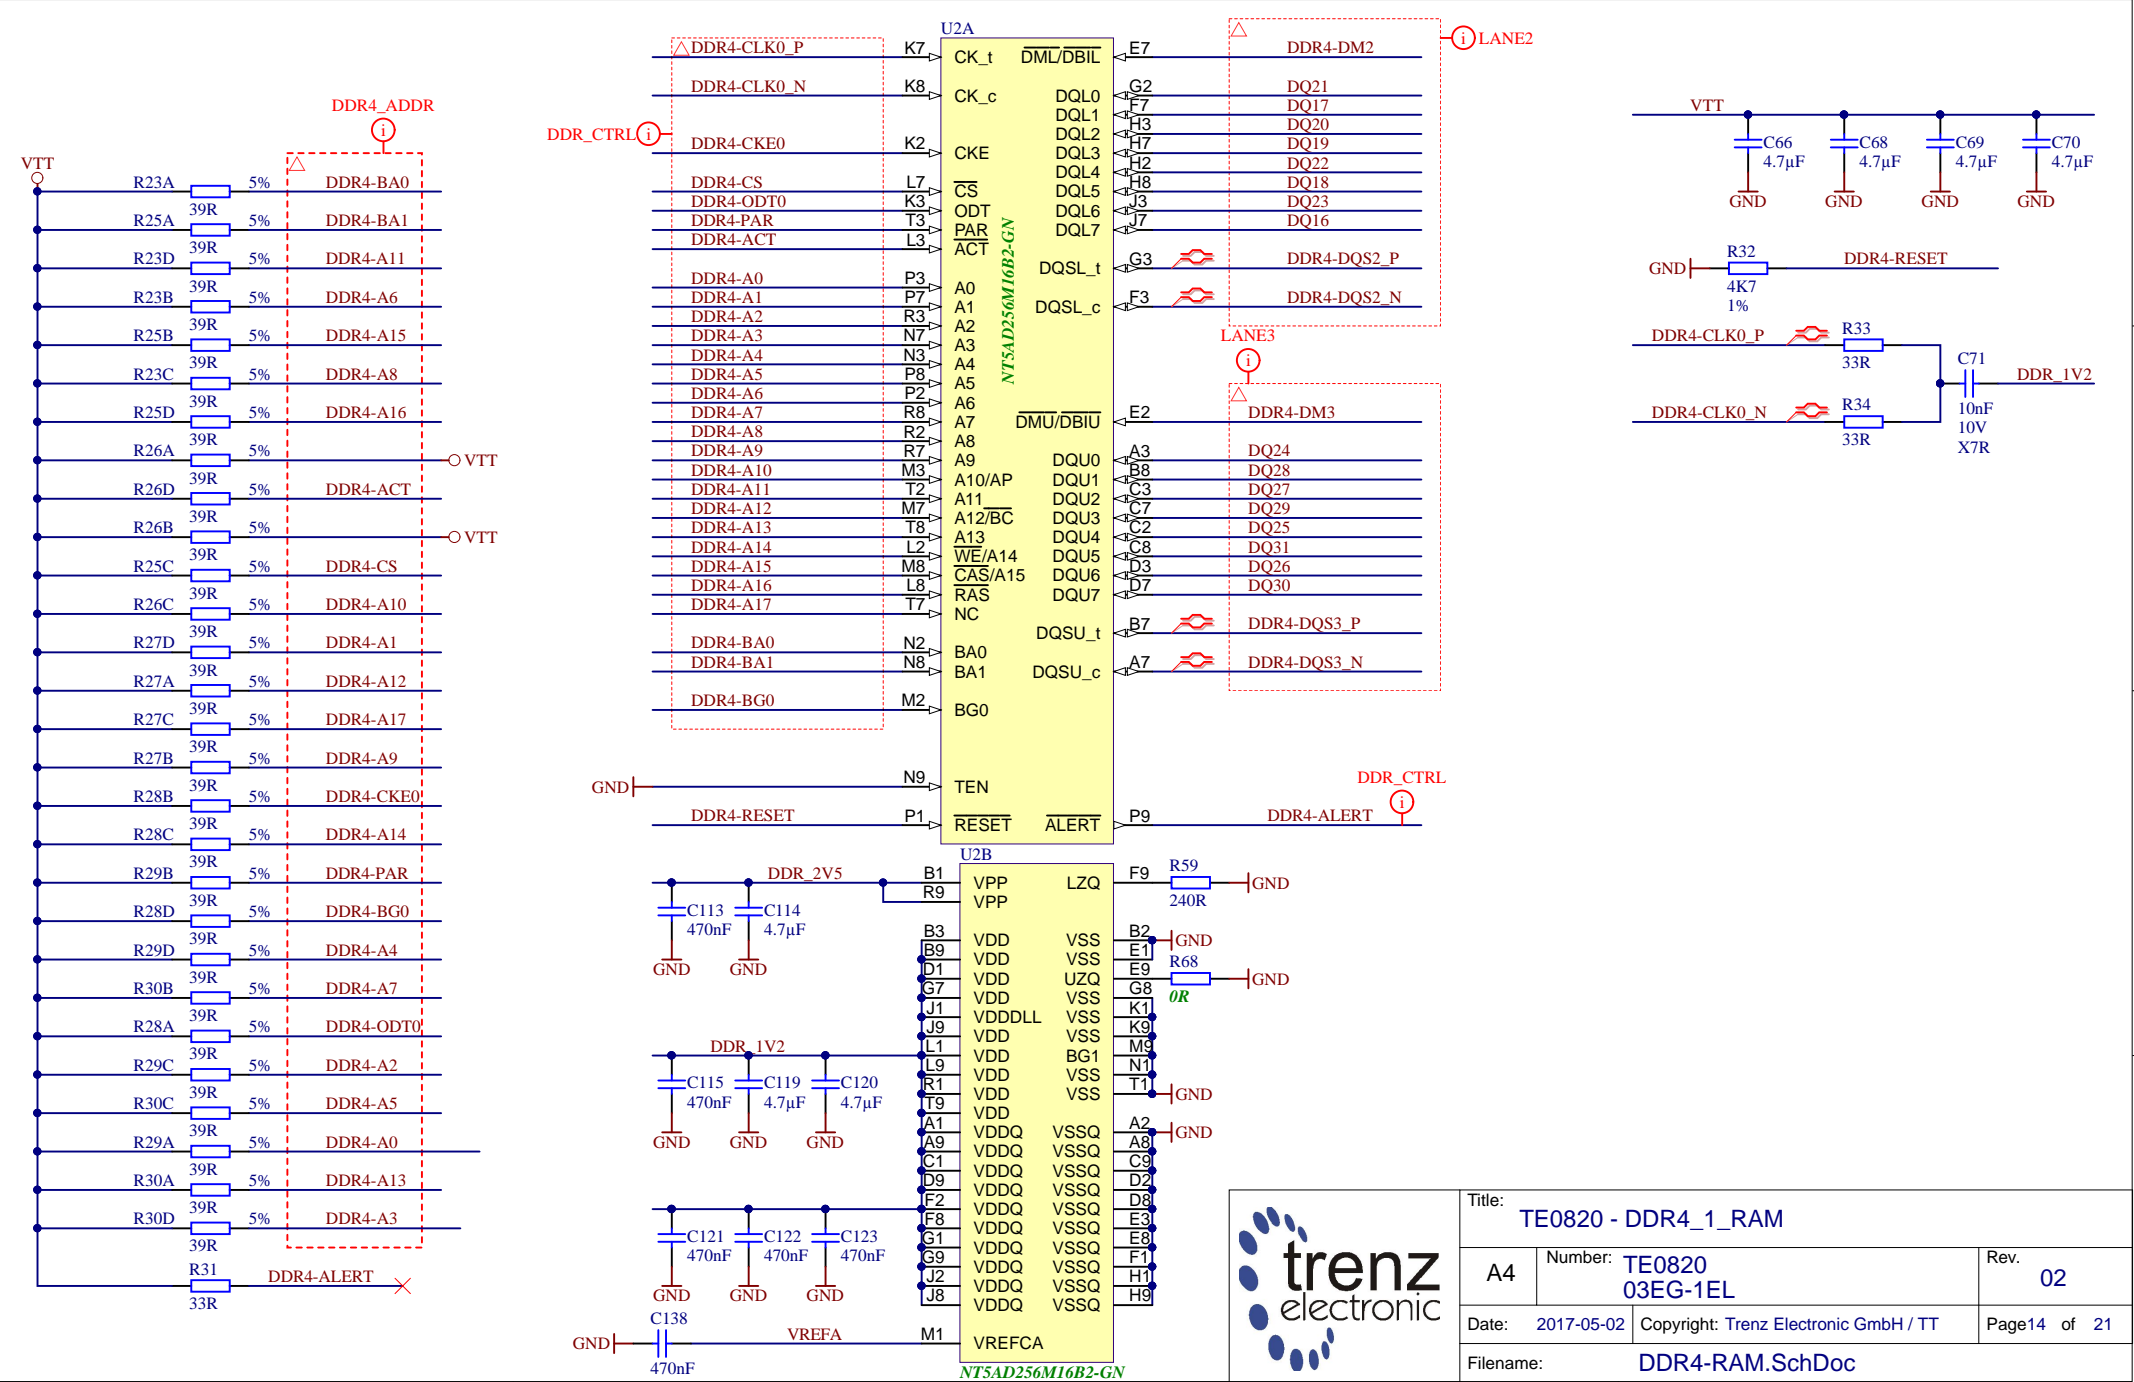 DDR4_ADDR
i
VTT
R23A 39R 5% DDR4-BA0
R25A 39R 5% DDR4-BA1
R23D 39R 5% DDR4-A11
R23B 39R 5% DDR4-A6
R25B 39R 5% DDR4-A15
R23C 39R 5% DDR4-A8
R25D 39R 5% DDR4-A16
R26A 39R 5% VTT
R26D 39R 5% DDR4-ACT
R26B 39R 5% VTT
R25C 39R 5% DDR4-CS
R26C 39R 5% DDR4-A10
R27D 39R 5% DDR4-A1
R27A 39R 5% DDR4-A12
R27C 39R 5% DDR4-A17
R27B 39R 5% DDR4-A9
R28B 39R 5% DDR4-CKE0
R28C 39R 5% DDR4-A14
R29B 39R 5% DDR4-PAR
R28D 39R 5% DDR4-BG0
R29D 39R 5% DDR4-A4
R30B 39R 5% DDR4-A7
R28A 39R 5% DDR4-ODT0
R29C 39R 5% DDR4-A2
R30C 39R 5% DDR4-A5
R29A 39R 5% DDR4-A0
R30A 39R 5% DDR4-A13
R30D 39R 5% DDR4-A3
R31 33R DDR4-ALERT
U2A
DDR_CTRL i
NT5AD256M16B2-GN
DDR4-CLK0_P K7 CK_t
DDR4-CLK0_N K8 CK_c
DDR4-CKE0 K2 CKE
DDR4-CS L7 CS
DDR4-ODT0 K3 ODT
DDR4-PAR T3 PAR
DDR4-ACT L3 ACT
DDR4-A0 P3 A0
DDR4-A1 P7 A1
DDR4-A2 R3 A2
DDR4-A3 N7 A3
DDR4-A4 N3 A4
DDR4-A5 P8 A5
DDR4-A6 P2 A6
DDR4-A7 R8 A7
DDR4-A8 R2 A8
DDR4-A9 R7 A9
DDR4-A10 M3 A10/AP
DDR4-A11 T2 A11
DDR4-A12 M7 A12/BC
DDR4-A13 T8 A13
DDR4-A14 L2 WE/A14
DDR4-A15 M8 CAS/A15
DDR4-A16 L8 RAS
DDR4-A17 T7 NC
DDR4-BA0 N2 BA0
DDR4-BA1 N8 BA1
DDR4-BG0 M2 BG0
GND N9 TEN
DDR4-RESET P1 RESET
i LANE2
DML/DBIL E7 DDR4-DM2
DQL0 G2 DQ21
DQL1 F7 DQ17
DQL2 H3 DQ20
DQL3 H7 DQ19
DQL4 H2 DQ22
DQL5 H8 DQ18
DQL6 J3 DQ23
DQL7 J7 DQ16
DQSL_t G3 DDR4-DQS2_P
DQSL_c F3 DDR4-DQS2_N
LANE3
i
DMU/DBIU E2 DDR4-DM3
DQU0 A3 DQ24
DQU1 B8 DQ28
DQU2 C3 DQ27
DQU3 C7 DQ29
DQU4 C2 DQ25
DQU5 C8 DQ31
DQU6 D3 DQ26
DQU7 D7 DQ30
DQSU_t B7 DDR4-DQS3_P
DQSU_c A7 DDR4-DQS3_N
DDR_CTRL
i
ALERT P9 DDR4-ALERT
U2B
DDR_2V5 B1 VPP
R9 VPP
C113 470nF GND
C114 4.7µF GND
B3 VDD
B9 VDD
D1 VDD
G7 VDD
J1 VDDDLL
J9 VDD
DDR_1V2 L1 VDD
L9 VDD
R1 VDD
T9 VDD
C115 470nF GND
C119 4.7µF GND
C120 4.7µF GND
A1 VDDQ
A9 VDDQ
C1 VDDQ
D9 VDDQ
F2 VDDQ
F8 VDDQ
G1 VDDQ
G9 VDDQ
J2 VDDQ
J8 VDDQ
C121 470nF GND
C122 470nF GND
C123 470nF GND
GND C138 470nF VREFA M1 VREFCA
LZQ F9 R59 240R GND
VSS B2 GND
VSS E1
UZQ E9 R68 0R GND
VSS G8
VSS K1
VSS K9
BG1 M9
VSS N1
VSS T1 GND
VSSQ A2 GND
VSSQ A8
VSSQ C9
VSSQ D2
VSSQ D8
VSSQ E3
VSSQ E8
VSSQ F1
VSSQ H1
VSSQ H9
NT5AD256M16B2-GN
VTT
C66 4.7µF GND
C68 4.7µF GND
C69 4.7µF GND
C70 4.7µF GND
GND R32 4K7 1% DDR4-RESET
DDR4-CLK0_P R33 33R
DDR4-CLK0_N R34 33R
C71 10nF 10V X7R DDR_1V2
trenz
electronic
Title: TE0820 - DDR4_1_RAM
A4 Number: TE0820 03EG-1EL Rev. 02
Date: 2017-05-02 Copyright: Trenz Electronic GmbH / TT Page14 of 21
Filename: DDR4-RAM.SchDoc